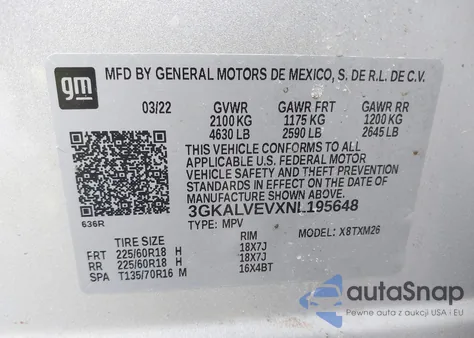 gm
MFD BY GENERAL MOTORS DE MEXICO, S. DE R.L. DE C.V.
03/22 GVWR GAWR FRT GAWR RR
2100 KG 1175 KG 1200 KG
4630 LB 2590 LB 2645 LB
THIS VEHICLE CONFORMS TO ALL
APPLICABLE U.S. FEDERAL MOTOR
VEHICLE SAFETY AND THEFT
PREVENTION STANDARDS IN
EFFECT ON THE DATE OF
MANUFACTURE SHOWN ABOVE.
3GKALVEVXNL195648
636R TYPE: MPV MODEL: X8TXM26
TIRE SIZE RIM
FRT 225/60R18 H 18X7J
RR 225/60R18 H 18X7J
SPA T135/70R16 M 16X4BT
autoSnap
Pewne auta z aukcji USA i EU